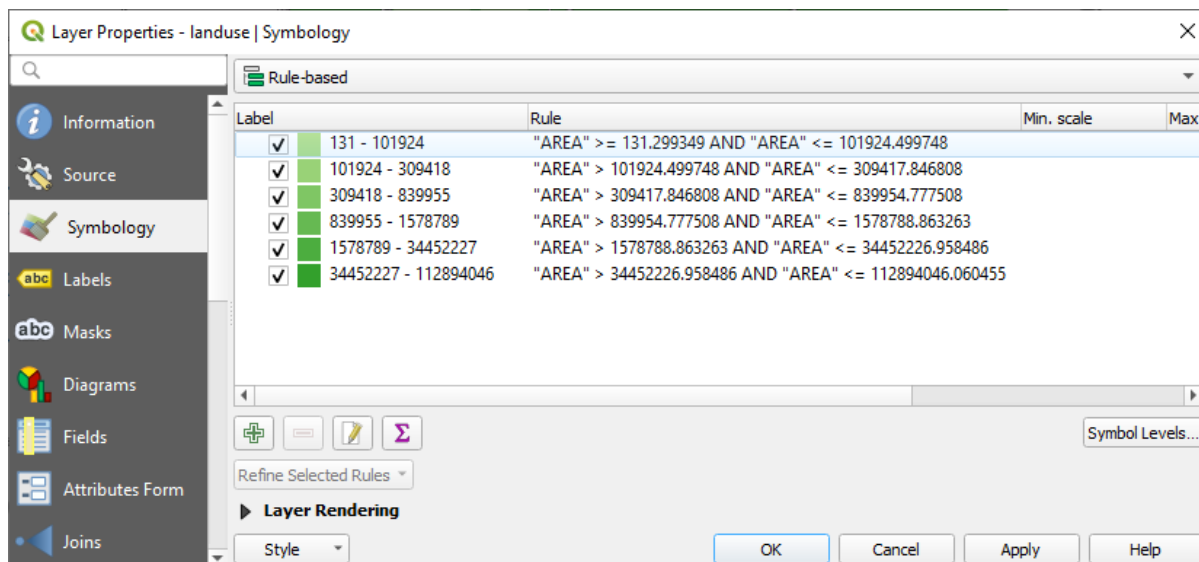 Layer Properties - landuse | Symbology
Rule-based
Information
Source
Symbology
abc Labels
abc Masks
Diagrams
Fields
Attributes Form
Joins
Label Rule Min. scale Max
131 - 101924 "AREA" >= 131.299349 AND "AREA" <= 101924.499748
101924 - 309418 "AREA" > 101924.499748 AND "AREA" <= 309417.846808
309418 - 839955 "AREA" > 309417.846808 AND "AREA" <= 839954.777508
839955 - 1578789 "AREA" > 839954.777508 AND "AREA" <= 1578788.863263
1578789 - 34452227 "AREA" > 1578788.863263 AND "AREA" <= 34452226.958486
34452227 - 112894046 "AREA" > 34452226.958486 AND "AREA" <= 112894046.060455
Symbol Levels...
Refine Selected Rules
Layer Rendering
Style OK Cancel Apply Help